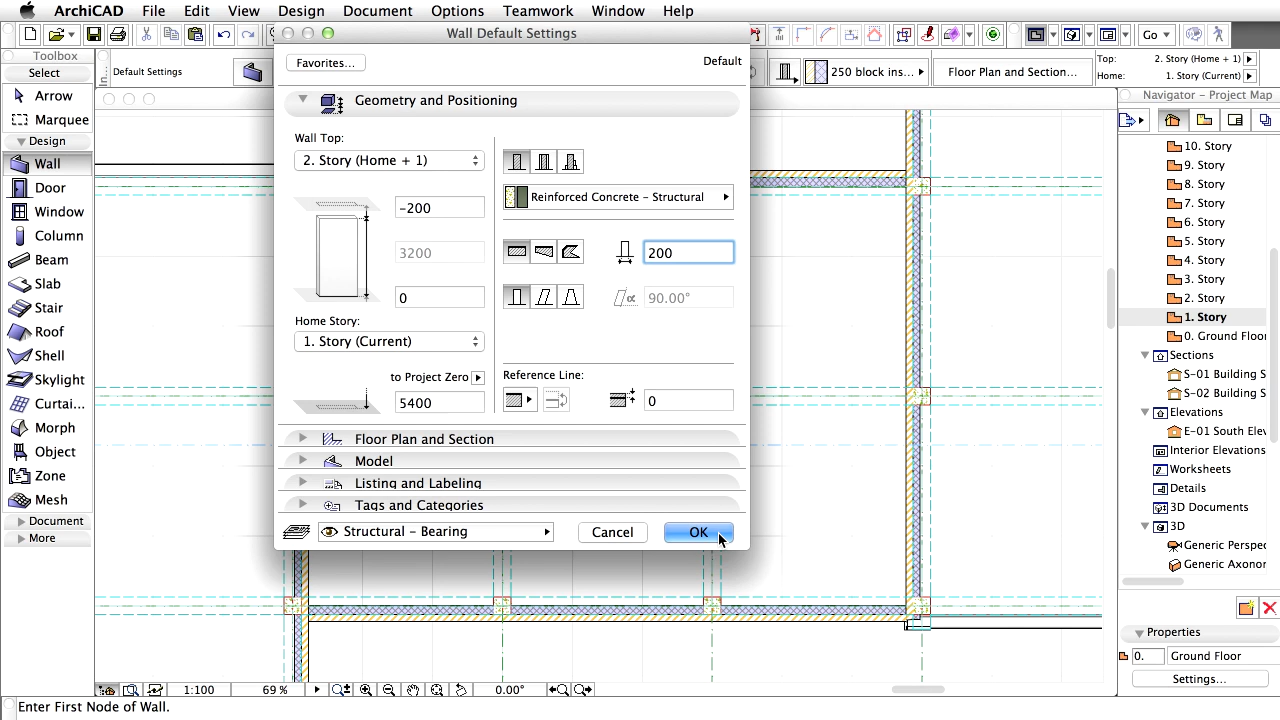 ArchiCAD File Edit View Design Document Options Teamwork Window Help
Wall Default Settings
Toolbox
Select
Arrow
Marquee
Design
Wall
Door
Window
Column
Beam
Slab
Stair
Roof
Shell
Skylight
Curtai...
Morph
Object
Zone
Mesh
Document
More
Default Settings
Favorites...
Default
Geometry and Positioning
Wall Top:
2. Story (Home + 1)
-200
3200
0
Home Story:
1. Story (Current)
to Project Zero
5400
Reinforced Concrete - Structural
200
α
90.00°
Reference Line:
0
Floor Plan and Section
Model
Listing and Labeling
Tags and Categories
Structural - Bearing
Cancel
OK
250 block ins...
Floor Plan and Section...
Go
Top: 2. Story (Home + 1)
Home: 1. Story (Current)
Navigator - Project Map
10. Story
9. Story
8. Story
7. Story
6. Story
5. Story
4. Story
3. Story
2. Story
1. Story
0. Ground Floor
Sections
S-01 Building S
S-02 Building S
Elevations
E-01 South Elev
Interior Elevations
Worksheets
Details
3D Documents
3D
Generic Perspe
Generic Axonor
Properties
0. Ground Floor
Settings...
1:100
69 %
0.00°
Enter First Node of Wall.